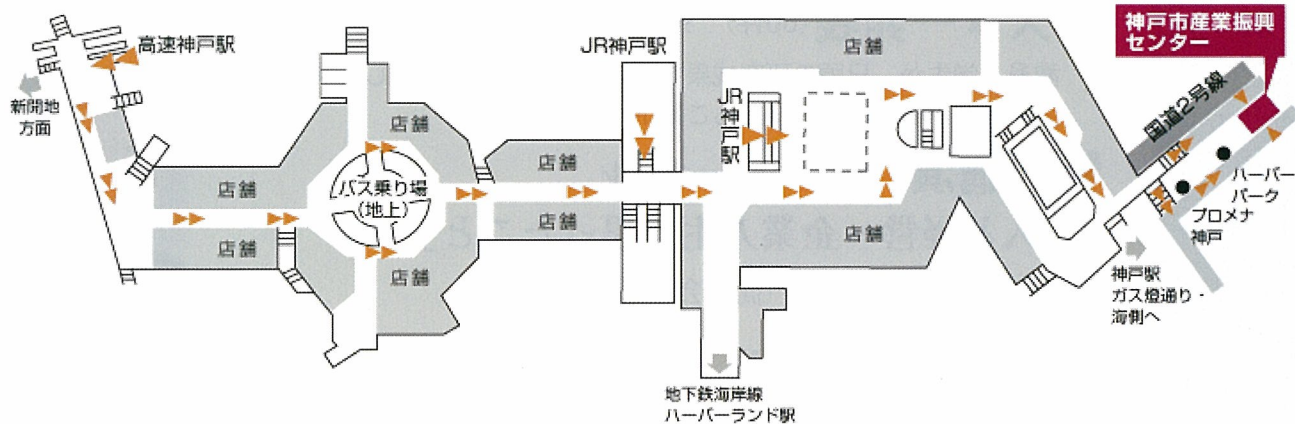 神戸市産業振興
センター
高速神戸駅
JR神戸駅
店舗
国道2号線
新開地
方面
JR
神
戸
駅
店舗
店舗
店舗
店舗
バス乗り場
(地上)
ハーバー
パーク
プロメナ
神戸
店舗
店舗
店舗
店舗
神戸駅
ガス燈通り・
海側へ
地下鉄海岸線
ハーバーランド駅